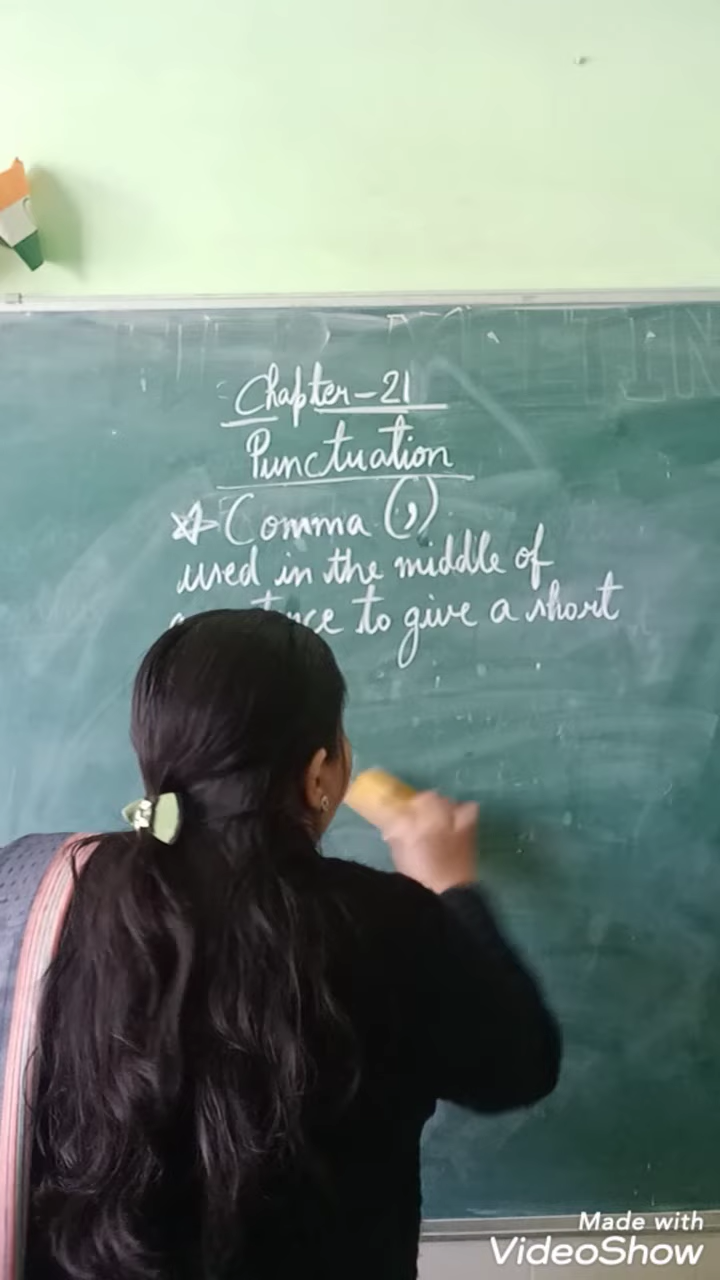 Chapter-21
Punctuation
Comma (,)
used in the middle of
to give a short
Made with
VideoShow